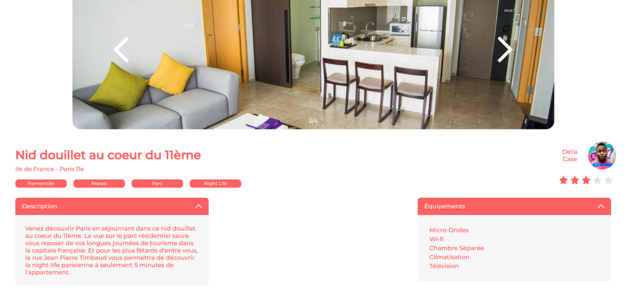 2/4
Nid douillet au coeur du 11ème
Ile de France - Paris 11e
Delia
Case
Parmentier
Marais
Parc
Night Life
Description
Venez découvrir Paris en séjournant dans ce nid douillet
au coeur du 11ème. La vue sur le parc résidentiel saura
vous reposer de vos longues journées de tourisme dans
la capitale française. Et pour les plus fêtards d'entre vous,
la rue Jean Pierre Timbaud vous permettra de découvrir
la night-life parisienne à seulement 5 minutes de
l'appartement.
Équipements
Micro-Ondes
Wi-fi
Chambre Séparée
Climatisation
Télévision